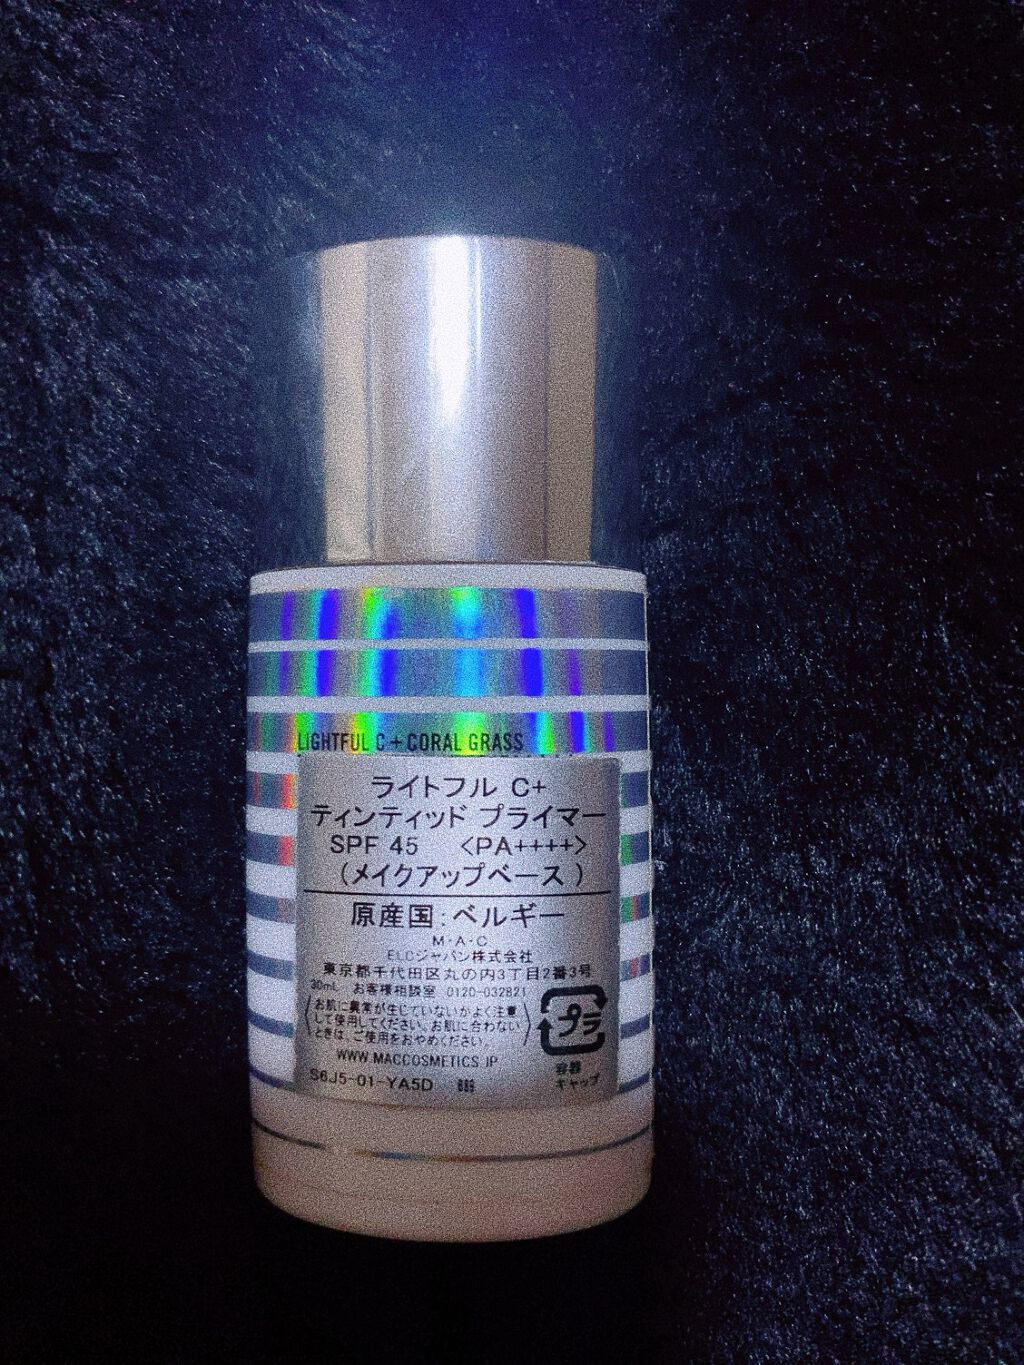 LIGHTFUL C + CORAL GRASS
ライトフル C+
ティンティッド プライマー
SPF 45 〈PA++++〉
(メイクアップベース)
原産国:ベルギー
M・A・C
ELCジャパン株式会社
東京都千代田区丸の内3丁目2番3号
30mL お客様相談室 0120-032821
お肌に異常が生じていないかよく注意
して使用してください。お肌に合わない
ときは、ご使用をおやめください。
プラ
容器
キャップ
WWW.MACCOSMETICS.JP
S6J5-01-YA5D